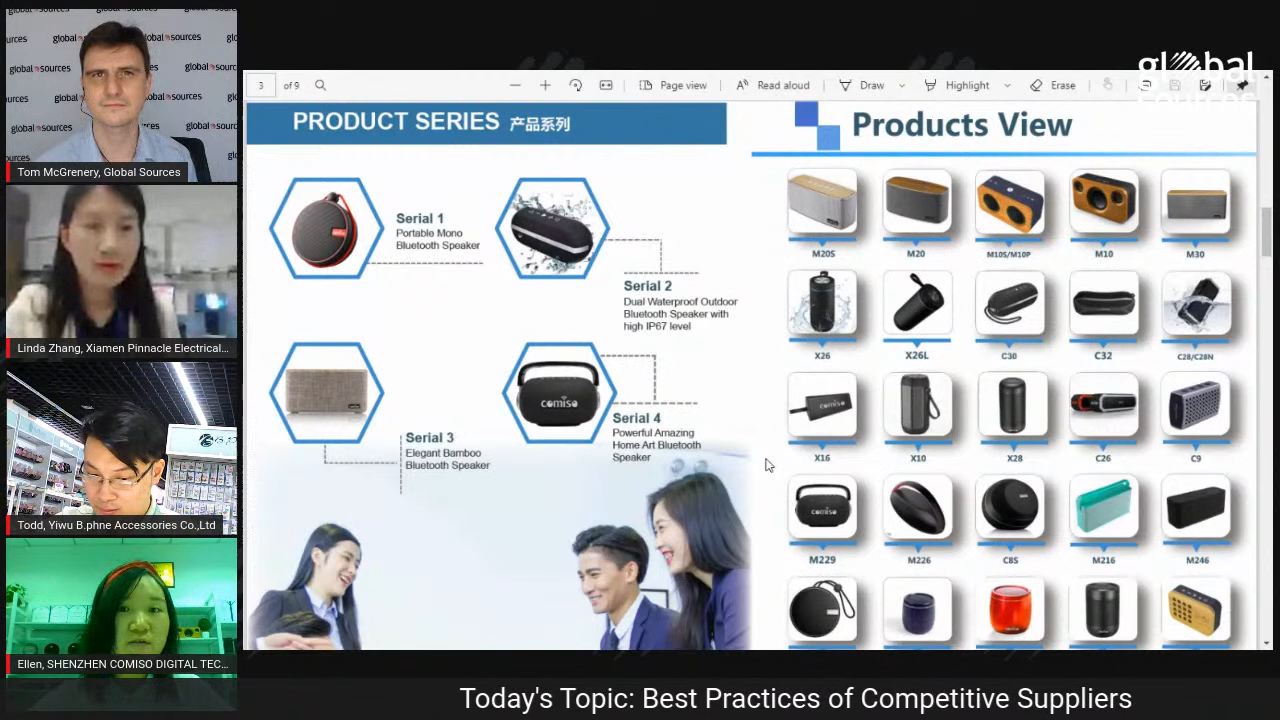 global sources
Tom McGrenery, Global Sources
Linda Zhang, Xiamen Pinnacle Electrical...
Todd, Yiwu B.phne Accessories Co.,Ltd
Ellen, SHENZHEN COMISO DIGITAL TEC...
3 of 9
Page view
Read aloud
Draw
Highlight
Erase
global
PRODUCT SERIES 产品系列
Serial 1
Portable Mono
Bluetooth Speaker
Serial 2
Dual Waterproof Outdoor
Bluetooth Speaker with
high IP67 level
Serial 3
Elegant Bamboo
Bluetooth Speaker
comiso
Serial 4
Powerful Amazing
Home Art Bluetooth
Speaker
Products View
M20S M20 M10S/M10P M10 M30
X26 X26L C30 C32 C28/C28N
comiso
X16 X10 X28 C26 C9
comiso
M229 M226 C8S M216 M246
Today's Topic: Best Practices of Competitive Suppliers